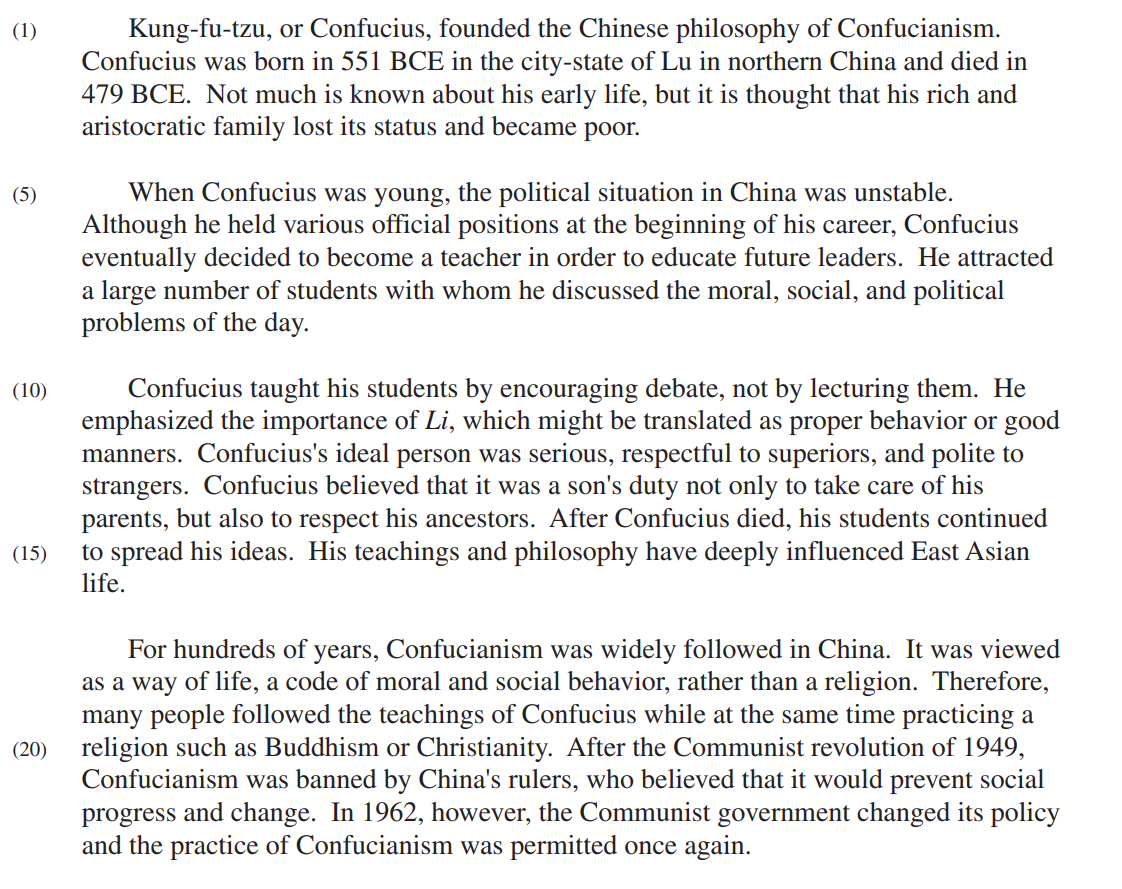 (1) Kung-fu-tzu, or Confucius, founded the Chinese philosophy of Confucianism.
Confucius was born in 551 BCE in the city-state of Lu in northern China and died in
479 BCE. Not much is known about his early life, but it is thought that his rich and
aristocratic family lost its status and became poor.
(5) When Confucius was young, the political situation in China was unstable.
Although he held various official positions at the beginning of his career, Confucius
eventually decided to become a teacher in order to educate future leaders. He attracted
a large number of students with whom he discussed the moral, social, and political
problems of the day.
(10) Confucius taught his students by encouraging debate, not by lecturing them. He
emphasized the importance of Li, which might be translated as proper behavior or good
manners. Confucius's ideal person was serious, respectful to superiors, and polite to
strangers. Confucius believed that it was a son's duty not only to take care of his
parents, but also to respect his ancestors. After Confucius died, his students continued
(15) to spread his ideas. His teachings and philosophy have deeply influenced East Asian
life.
For hundreds of years, Confucianism was widely followed in China. It was viewed
as a way of life, a code of moral and social behavior, rather than a religion. Therefore,
many people followed the teachings of Confucius while at the same time practicing a
(20) religion such as Buddhism or Christianity. After the Communist revolution of 1949,
Confucianism was banned by China's rulers, who believed that it would prevent social
progress and change. In 1962, however, the Communist government changed its policy
and the practice of Confucianism was permitted once again.